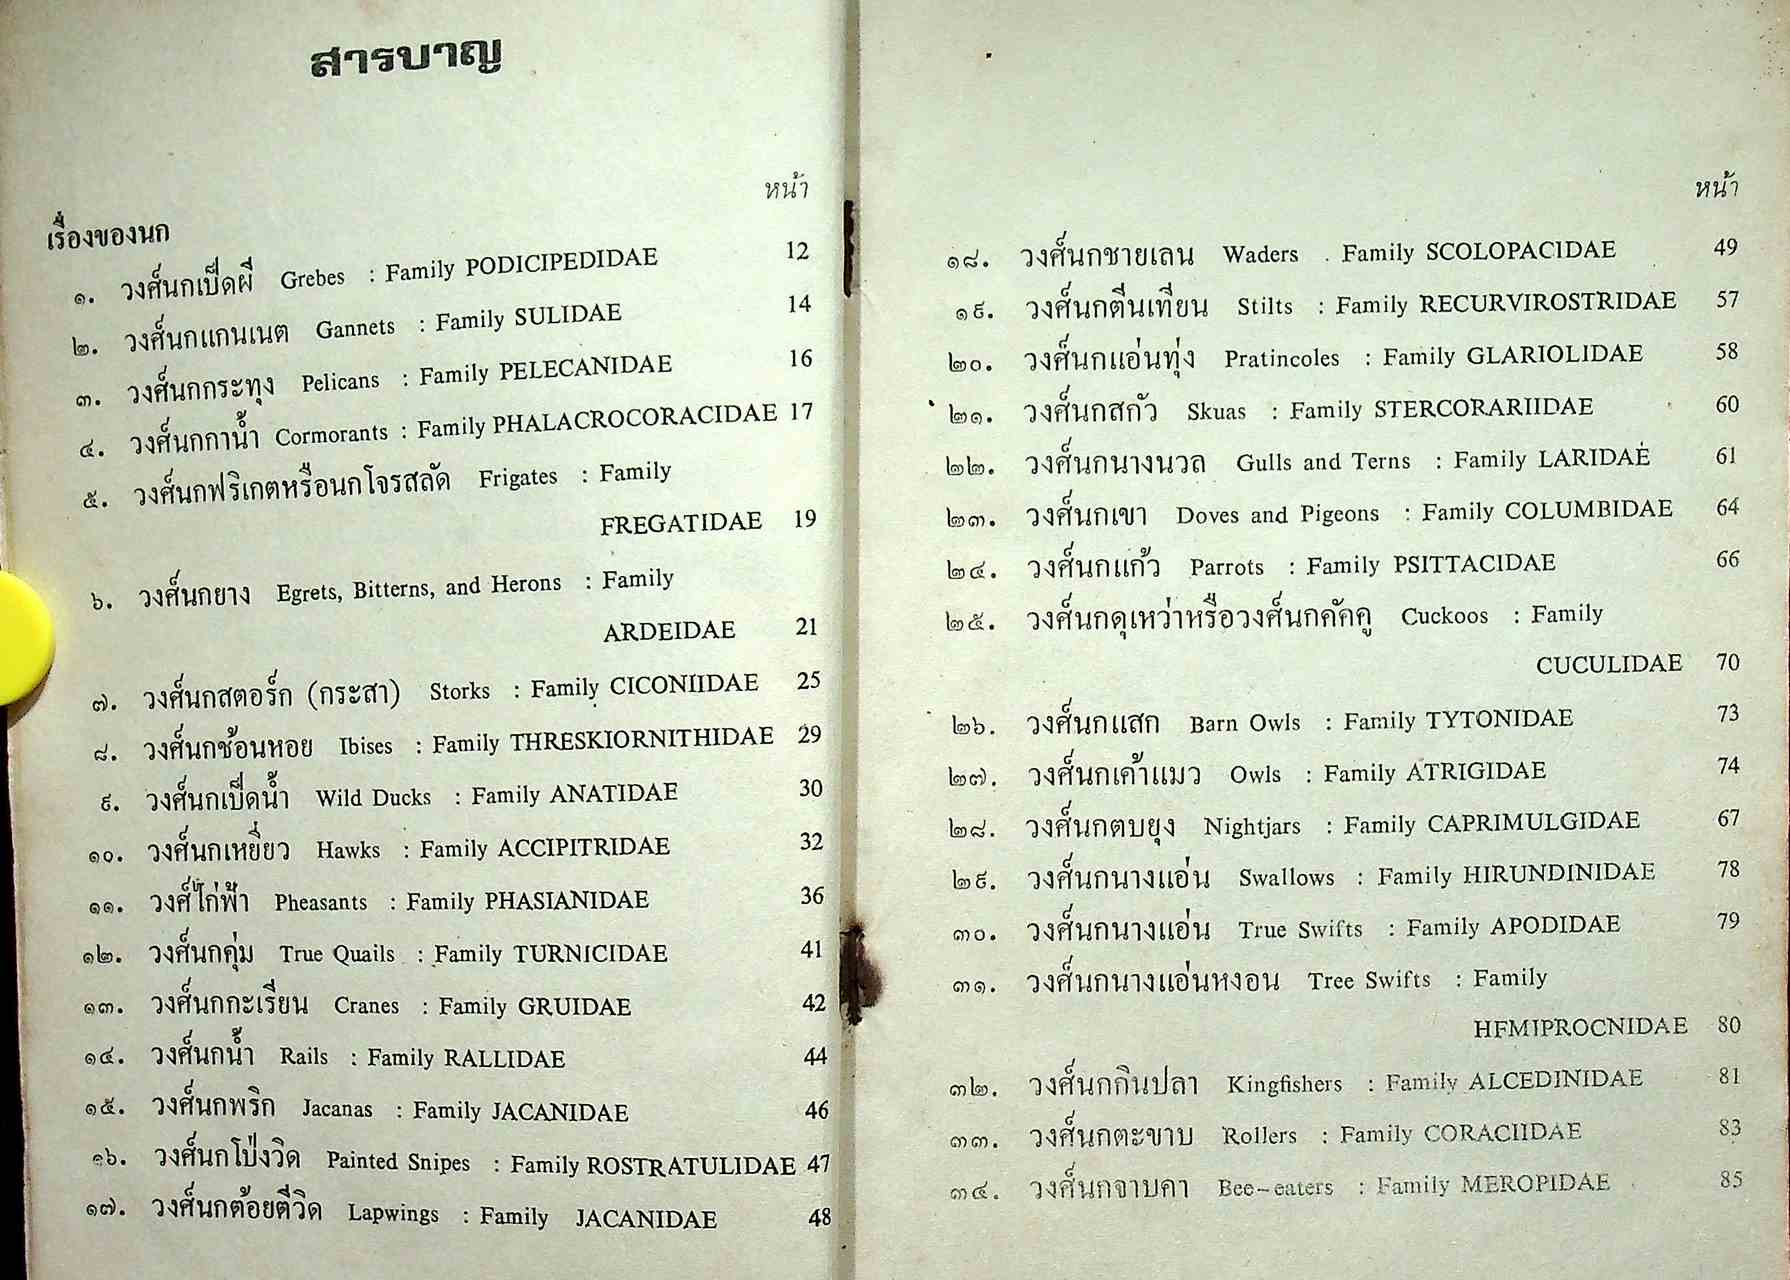 สารบาญ
หน้า
เรื่องของนก
๑. วงศ์นกเป็ดผี Grebes : Family PODICIPEDIDAE 12
๒. วงศ์นกแกนเนต Gannets : Family SULIDAE 14
๓. วงศ์นกกระทุง Pelicans : Family PELECANIDAE 16
๔. วงศ์นกกาน้ำ Cormorants : Family PHALACROCORACIDAE 17
๕. วงศ์นกฟริเกตหรือนกโจรสลัด Frigates : Family
FREGATIDAE 19
๖. วงศ์นกยาง Egrets, Bitterns, and Herons : Family
ARDEIDAE 21
๗. วงศ์นกสตอร์ก (กระสา) Storks : Family CICONIIDAE 25
๘. วงศ์นกช้อนหอย Ibises : Family THRESKIORNITHIDAE 29
๙. วงศ์นกเป็ดน้ำ Wild Ducks : Family ANATIDAE 30
๑๐. วงศ์นกเหยี่ยว Hawks : Family ACCIPITRIDAE 32
๑๑. วงศ์ไก่ฟ้า Pheasants : Family PHASIANIDAE 36
๑๒. วงศ์นกคุ่ม True Quails : Family TURNICIDAE 41
๑๓. วงศ์นกกะเรียน Cranes : Family GRUIDAE 42
๑๔. วงศ์นกน้ำ Rails : Family RALLIDAE 44
๑๕. วงศ์นกพริก Jacanas : Family JACANIDAE 46
๑๖. วงศ์นกโป่งวิด Painted Snipes : Family ROSTRATULIDAE 47
๑๗. วงศ์นกต้อยตีวิด Lapwings : Family JACANIDAE 48
หน้า
๑๘. วงศ์นกชายเลน Waders . Family SCOLOPACIDAE 49
๑๙. วงศ์นกตีนเทียน Stilts : Family RECURVIROSTRIDAE 57
๒๐. วงศ์นกแอ่นทุ่ง Pratincoles : Family GLARIOLIDAE 58
๒๑. วงศ์นกสกัว Skuas : Family STERCORARIIDAE 60
๒๒. วงศ์นกนางนวล Gulls and Terns : Family LARIDAE 61
๒๓. วงศ์นกเขา Doves and Pigeons : Family COLUMBIDAE 64
๒๔. วงศ์นกแก้ว Parrots : Family PSITTACIDAE 66
๒๕. วงศ์นกดุเหว่าหรือวงศ์นกคัคคู Cuckoos : Family
CUCULIDAE 70
๒๖. วงศ์นกแสก Barn Owls : Family TYTONIDAE 73
๒๗. วงศ์นกเค้าแมว Owls : Family ATRIGIDAE 74
๒๘. วงศ์นกตบยุง Nightjars : Family CAPRIMULGIDAE 67
๒๙. วงศ์นกนางแอ่น Swallows : Family HIRUNDINIDAE 78
๓๐. วงศ์นกนางแอ่น True Swifts : Family APODIDAE 79
๓๑. วงศ์นกนางแอ่นหงอน Tree Swifts : Family
HFMIPROCNIDAE 80
๓๒. วงศ์นกกินปลา Kingfishers : Family ALCEDINIDAE 81
๓๓. วงศ์นกตะขาบ Rollers : Family CORACIIDAE 83
๓๔. วงศ์นกจาบคา Bee-eaters : Family MEROPIDAE 85